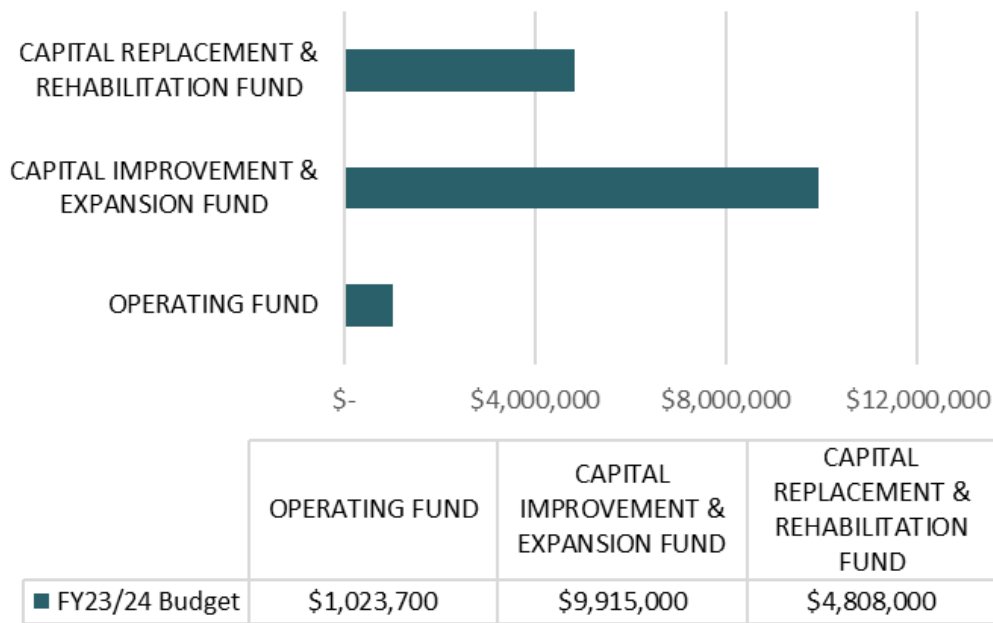 CAPITAL REPLACEMENT &
REHABILITATION FUND
CAPITAL IMPROVEMENT &
EXPANSION FUND
OPERATING FUND
$- $4,000,000 $8,000,000 $12,000,000
OPERATING FUND
CAPITAL
IMPROVEMENT &
EXPANSION FUND
CAPITAL
REPLACEMENT &
REHABILITATION
FUND
FY23/24 Budget $1,023,700 $9,915,000 $4,808,000